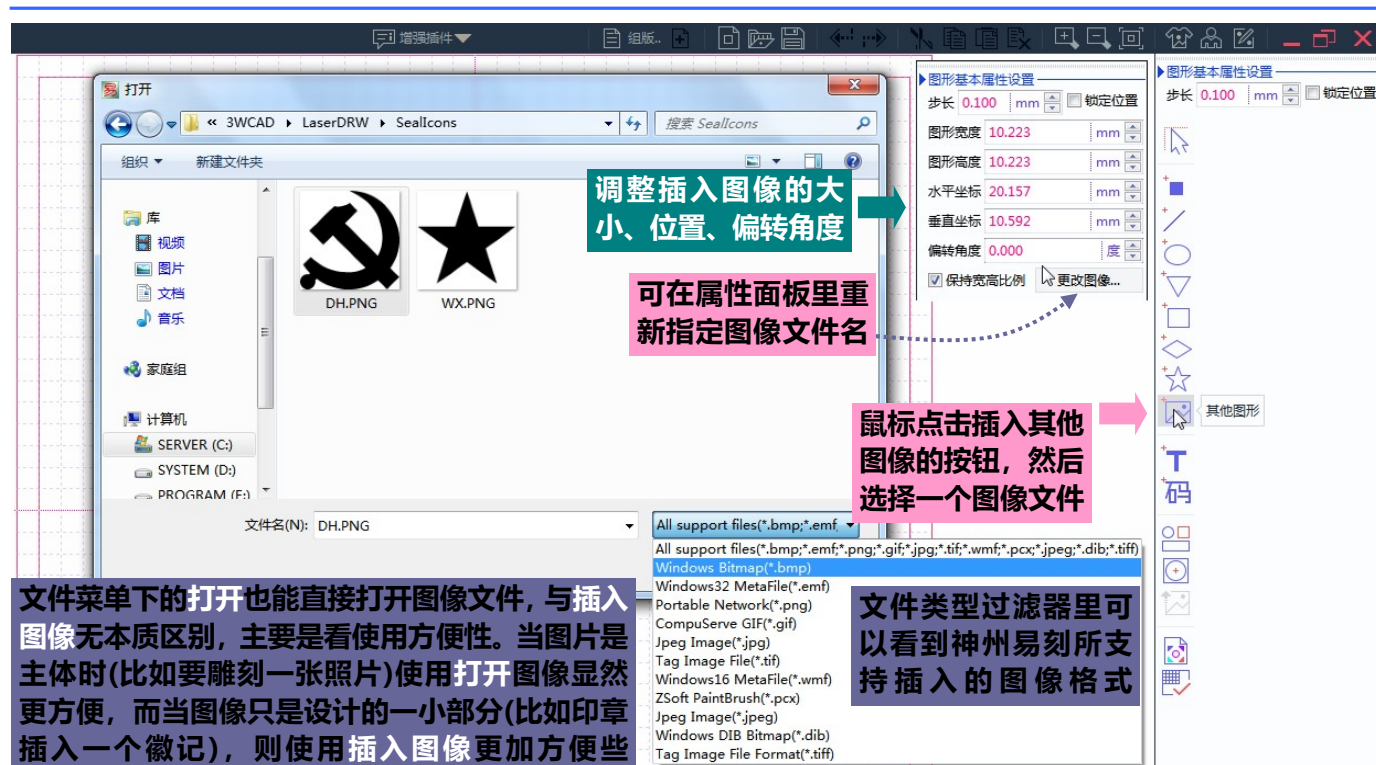 增强插件
组版..
打开
« 3WCAD ▸ LaserDRW ▸ SealIcons
搜索 SealIcons
组织 新建文件夹
库
视频
图片
文档
音乐
家庭组
计算机
SERVER (C:)
SYSTEM (D:)
PROGRAM (E:)
DH.PNG
WX.PNG
文件名(N): DH.PNG
All support files(*.bmp;*.emf,
All support files(*.bmp;*.emf;*.png;*.gif;*.jpg;*.tif;*.wmf;*.pcx;*.jpeg;*.dib;*.tiff)
Windows Bitmap(*.bmp)
Windows32 MetaFile(*.emf)
Portable Network(*.png)
CompuServe GIF(*.gif)
Jpeg Image(*.jpg)
Tag Image File(*.tif)
Windows16 MetaFile(*.wmf)
ZSoft PaintBrush(*.pcx)
Jpeg Image(*.jpeg)
Windows DIB Bitmap(*.dib)
Tag Image File Format(*.tiff)
调整插入图像的大
小、位置、偏转角度
可在属性面板里重
新指定图像文件名
图形基本属性设置
步长 0.100 mm 锁定位置
图形宽度 10.223 mm
图形高度 10.223 mm
水平坐标 20.157 mm
垂直坐标 10.592 mm
偏转角度 0.000 度
保持宽高比例 更改图像...
图形基本属性设置
步长 0.100 mm 锁定位置
其他图形
T
码
鼠标点击插入其他
图像的按钮，然后
选择一个图像文件
文件菜单下的打开也能直接打开图像文件，与插入
图像无本质区别，主要是看使用方便性。当图片是
主体时(比如要雕刻一张照片)使用打开图像显然
更方便，而当图像只是设计的一小部分(比如印章
插入一个徽记)，则使用插入图像更加方便些
文件类型过滤器里可
以看到神州易刻所支
持插入的图像格式